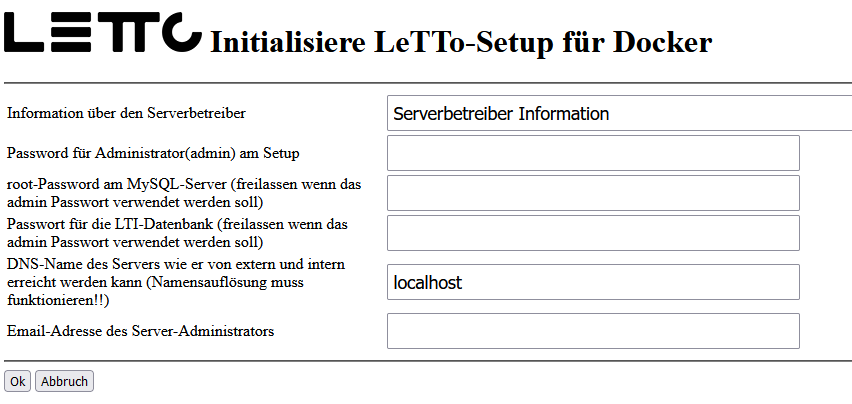 LETTO Initialisiere LeTTo-Setup für Docker
Information über den Serverbetreiber
Serverbetreiber Information
Password für Administrator(admin) am Setup
root-Password am MySQL-Server (freilassen wenn das
admin Passwort verwendet werden soll)
Passwort für die LTI-Datenbank (freilassen wenn das
admin Passwort verwendet werden soll)
DNS-Name des Servers wie er von extern und intern
erreicht werden kann (Namensauflösung muss
funktionieren!!)
localhost
Email-Adresse des Server-Administrators
Ok Abbruch